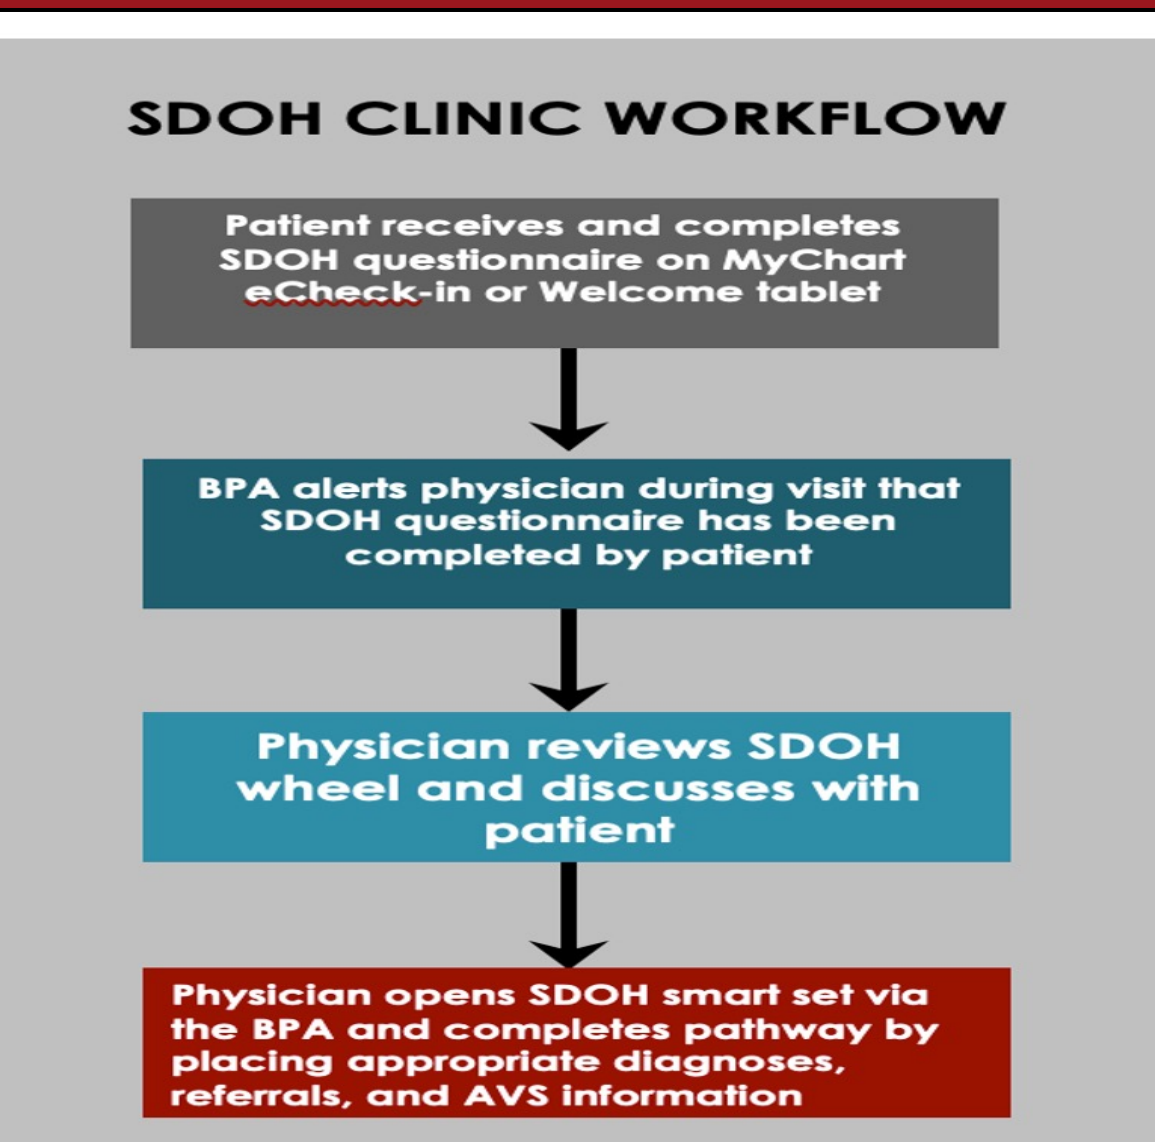 SDOH CLINIC WORKFLOW
Patient receives and completes
SDOH questionnaire on MyChart
eCheck-in or Welcome tablet
BPA alerts physician during visit that
SDOH questionnaire has been
completed by patient
Physician reviews SDOH
wheel and discusses with
patient
Physician opens SDOH smart set via
the BPA and completes pathway by
placing appropriate diagnoses,
referrals, and AVS information